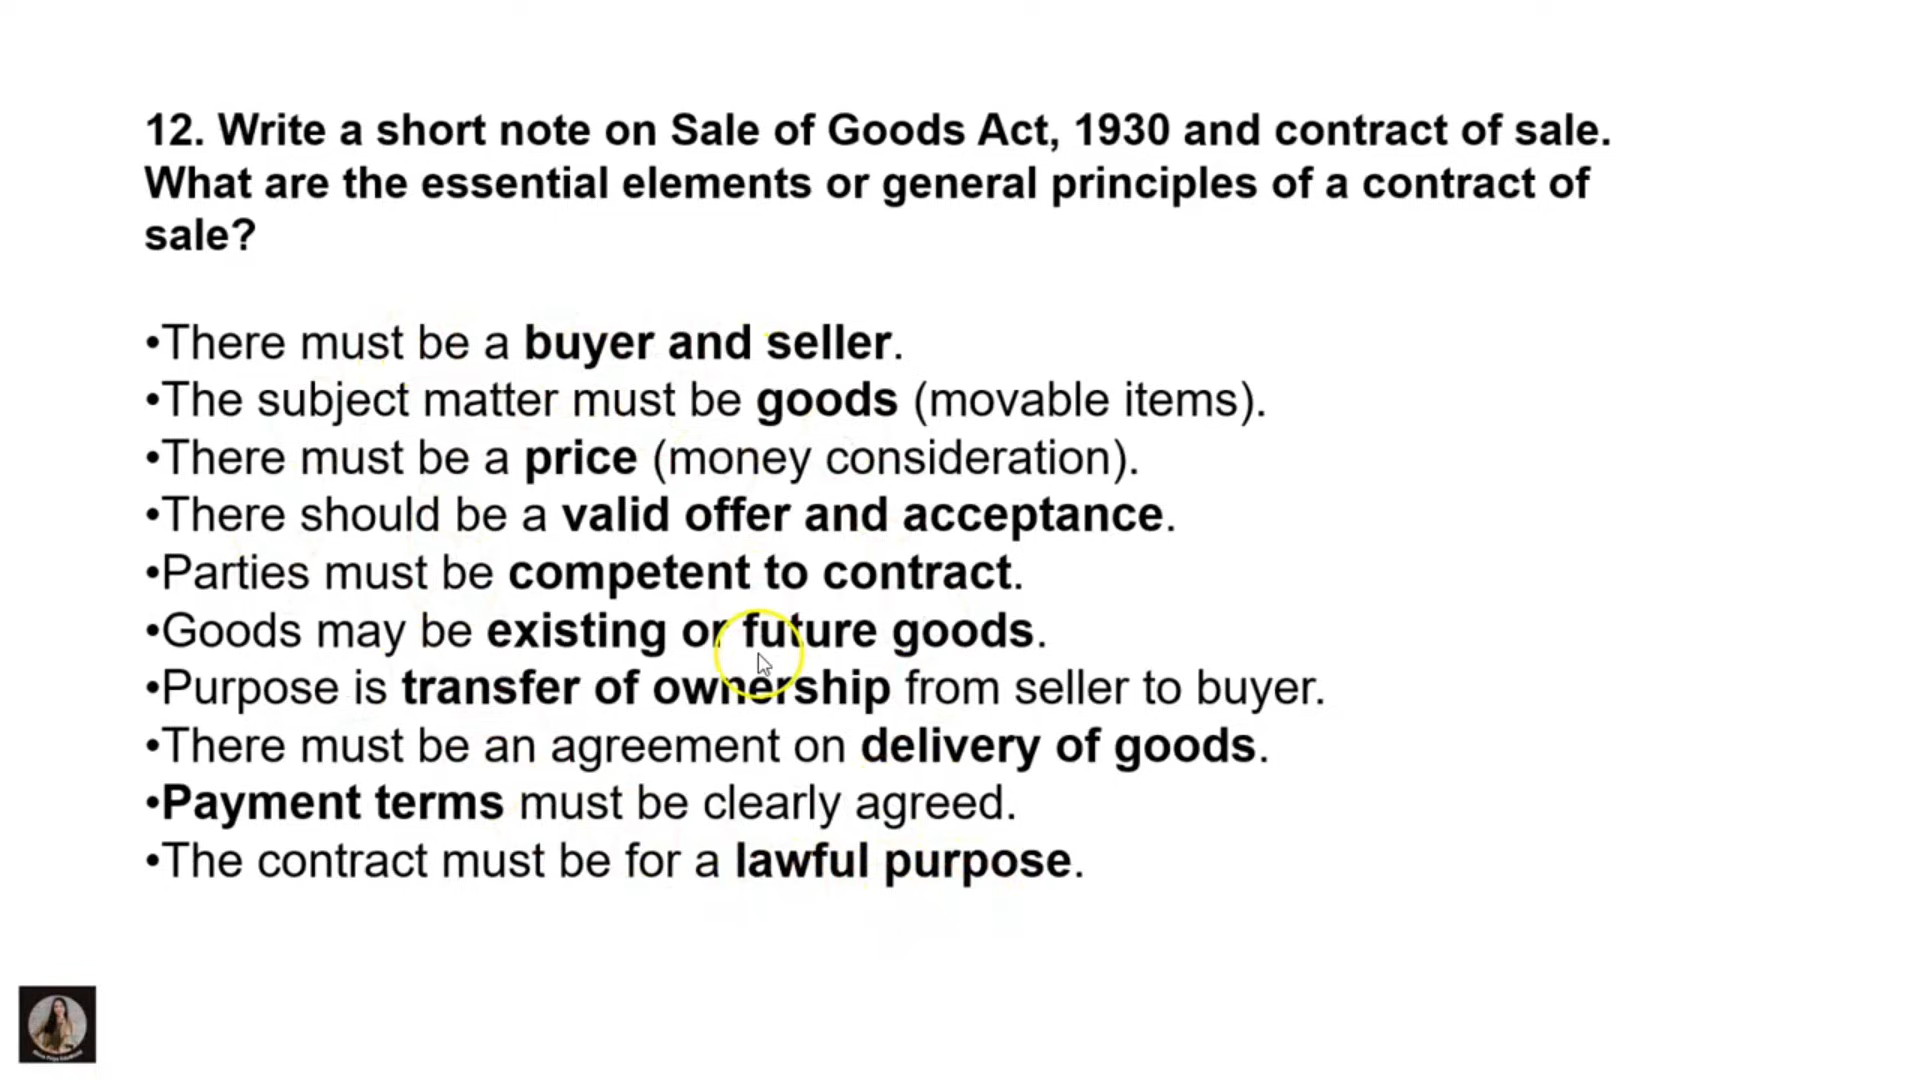 12. Write a short note on Sale of Goods Act, 1930 and contract of sale.
What are the essential elements or general principles of a contract of
sale?
•There must be a buyer and seller.
•The subject matter must be goods (movable items).
•There must be a price (money consideration).
•There should be a valid offer and acceptance.
•Parties must be competent to contract.
•Goods may be existing or future goods.
•Purpose is transfer of ownership from seller to buyer.
•There must be an agreement on delivery of goods.
•Payment terms must be clearly agreed.
•The contract must be for a lawful purpose.